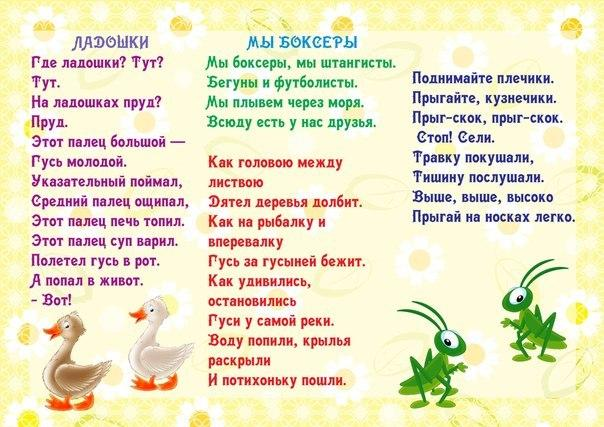 ЛАДОШКИ
Где ладошки? Тут?
Тут.
На ладошках пруд?
Пруд.
Этот палец большой —
Гусь молодой.
Указательный поймал,
Средний палец ощипал,
Этот палец печь топил.
Этот палец суп варил.
Полетел гусь в рот.
А попал в живот.
- Вот!
МЫ БОКСЕРЫ
Мы боксеры, мы штангисты.
Бегуны и футболисты.
Мы плывем через моря.
Всюду есть у нас друзья.
Как головою между
листвою
Дятел деревья долбит.
Как на рыбалку и
вперевалку
Гусь за гусыней бежит.
Как удивились,
остановились
Гуси у самой реки.
Воду попили, крылья
раскрыли
И потихоньку пошли.
Поднимайте плечики.
Прыгайте, кузнечики.
Прыг-скок, прыг-скок.
Стоп! Сели.
Травку покушали,
Тишину послушали.
Выше, выше, высоко
Прыгай на носках легко.